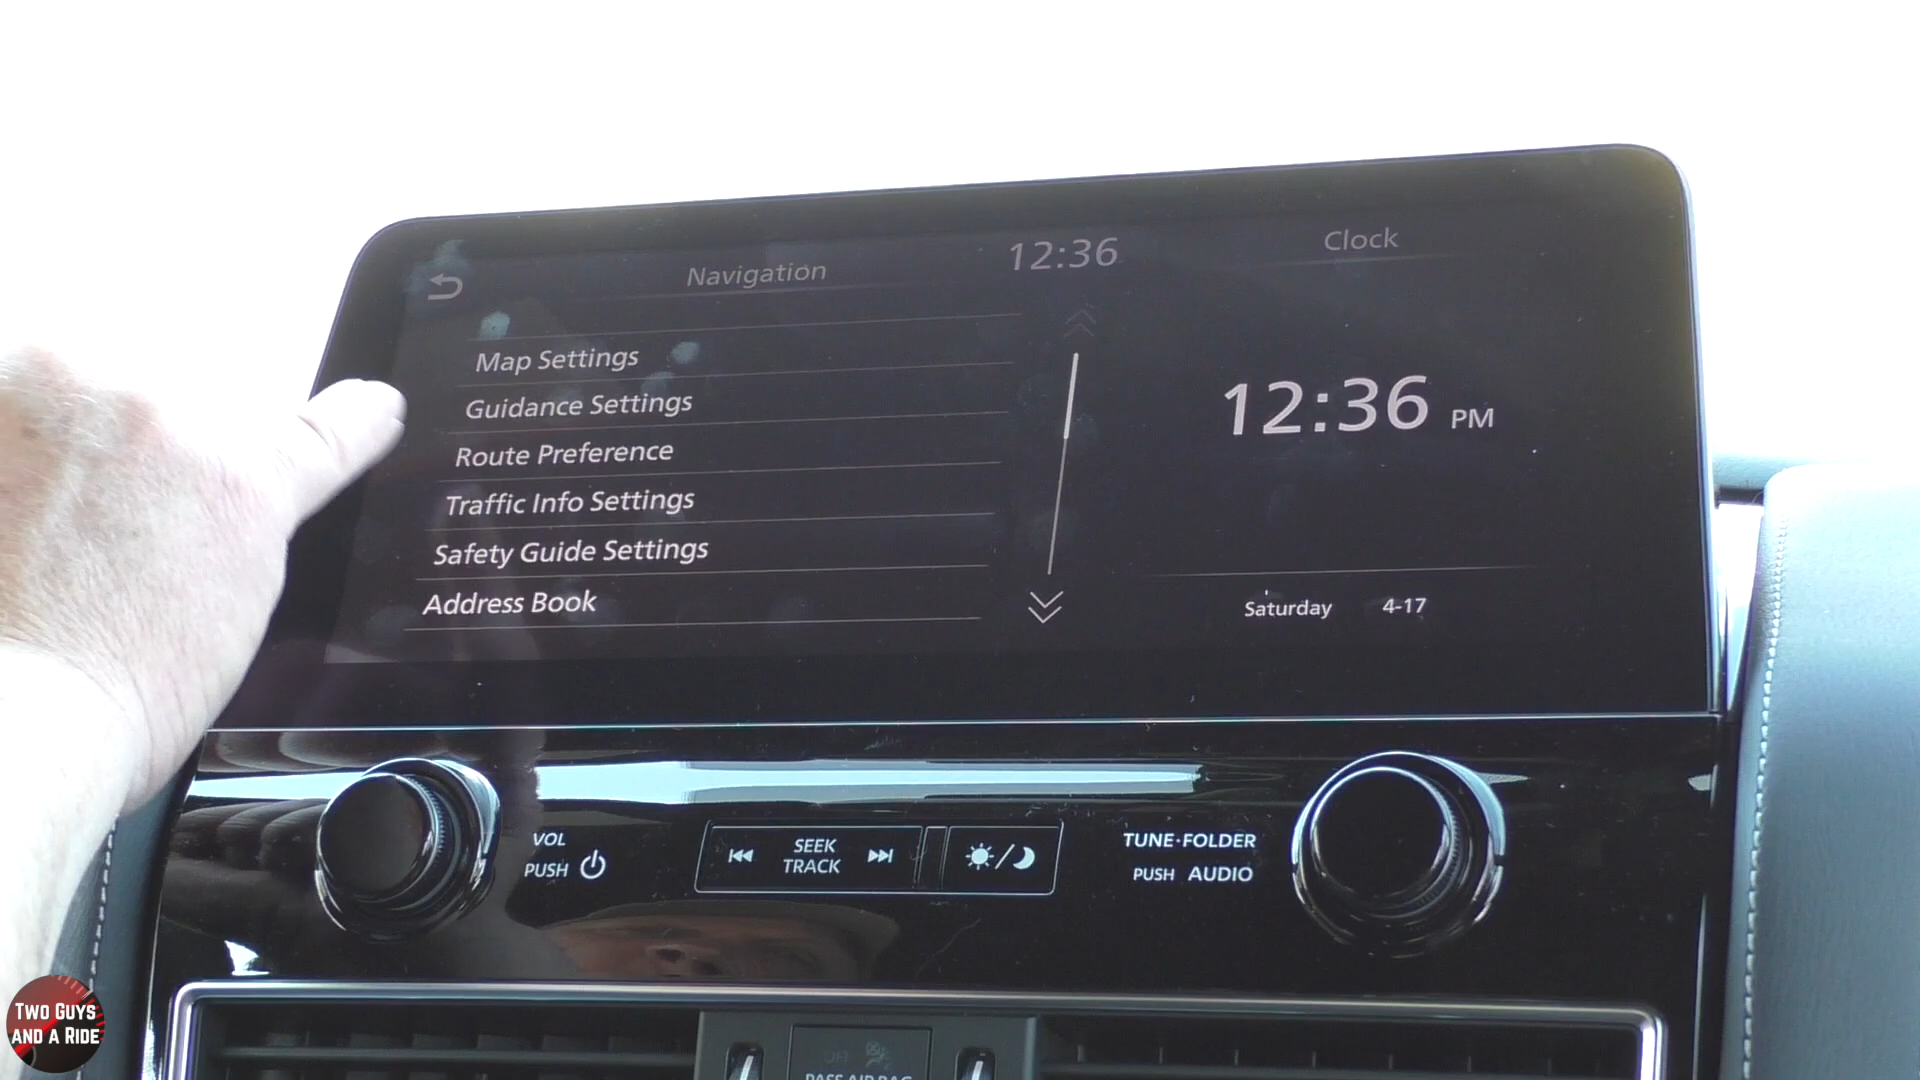 Navigation
12:36
Clock
Map Settings
Guidance Settings
Route Preference
Traffic Info Settings
Safety Guide Settings
Address Book
12:36 PM
Saturday 4-17
VOL
PUSH
SEEK
TRACK
TUNE·FOLDER
PUSH AUDIO
PASS AIR BAG
TWO GUYS
AND A RIDE